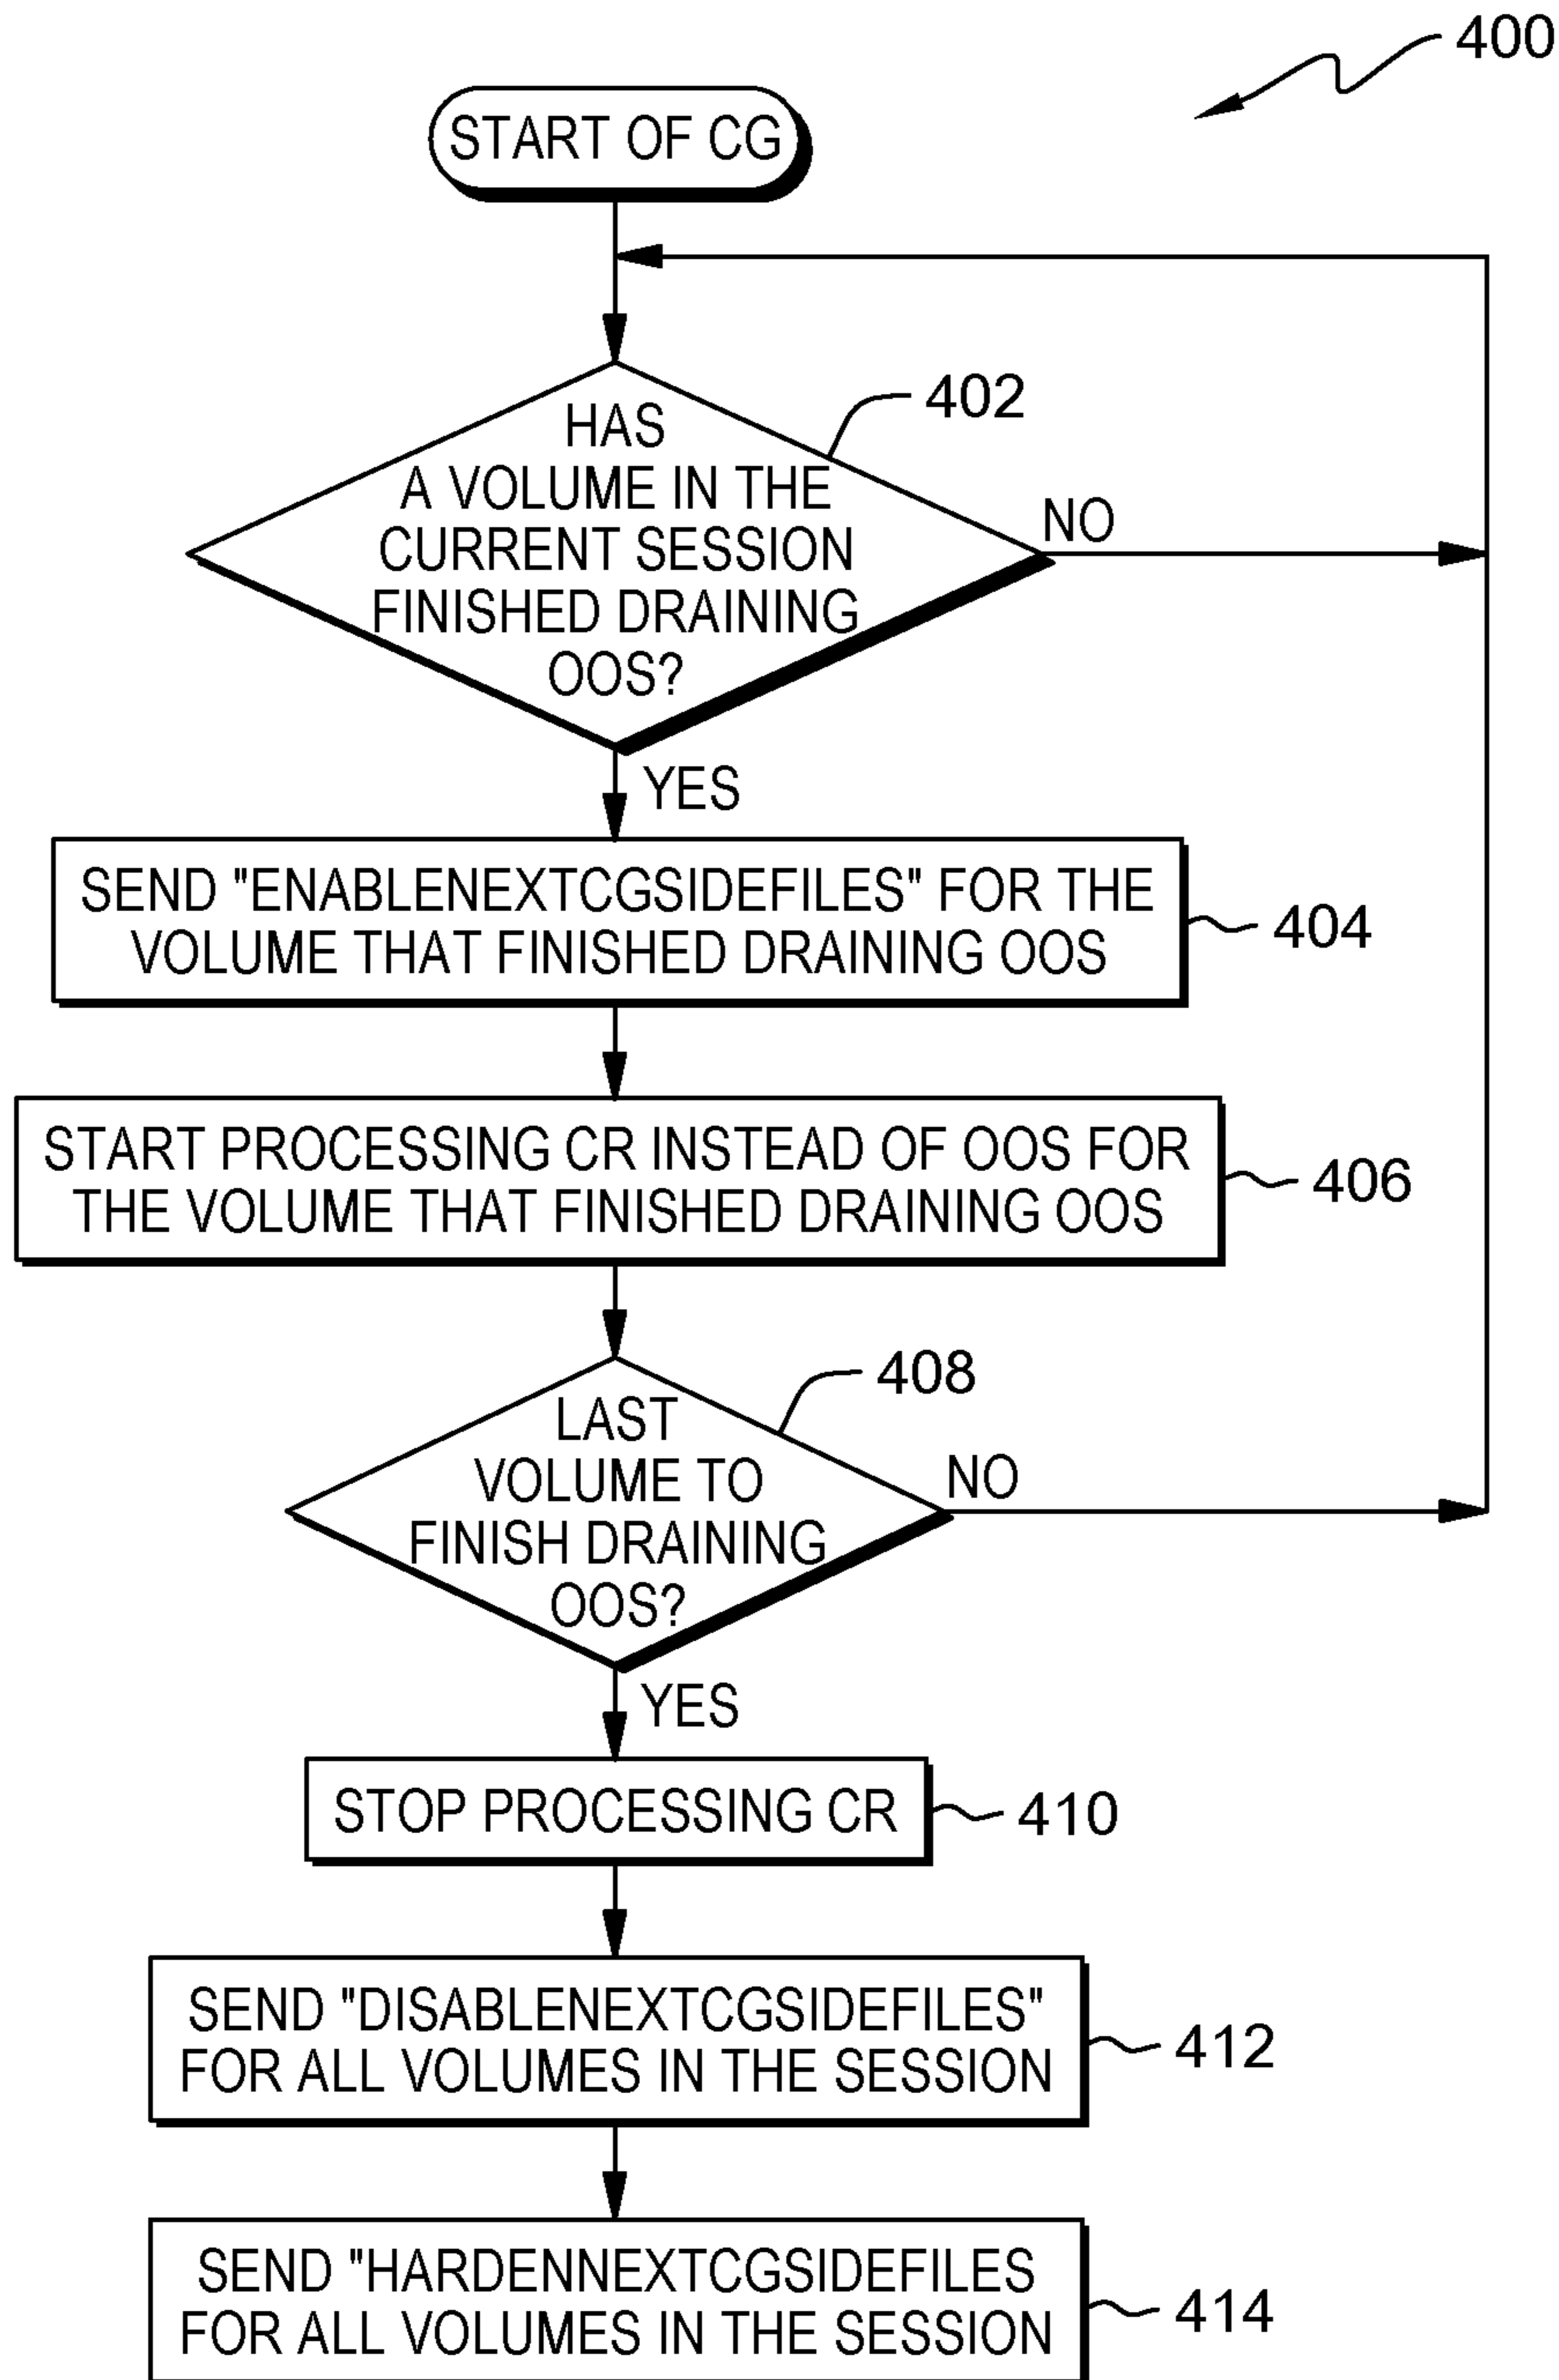 400
START OF CG
402
HAS
A VOLUME IN THE
CURRENT SESSION
FINISHED DRAINING
OOS?
NO
YES
SEND "ENABLENEXTCGSIDEFILES" FOR THE
VOLUME THAT FINISHED DRAINING OOS
404
START PROCESSING CR INSTEAD OF OOS FOR
THE VOLUME THAT FINISHED DRAINING OOS
406
408
LAST
VOLUME TO
FINISH DRAINING
OOS?
NO
YES
STOP PROCESSING CR
410
SEND "DISABLENEXTCGSIDEFILES"
FOR ALL VOLUMES IN THE SESSION
412
SEND "HARDENNEXTCGSIDEFILES
FOR ALL VOLUMES IN THE SESSION
414